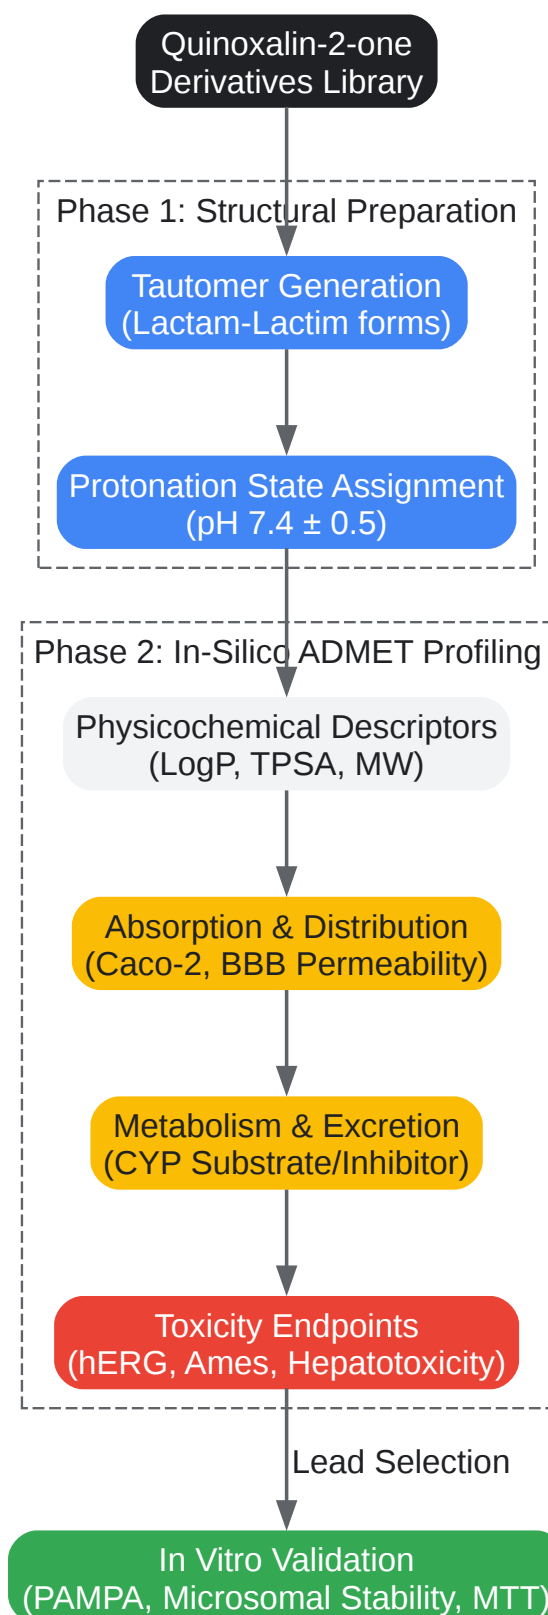 Quinoxalin-2-one
Derivatives Library
Phase 1: Structural Preparation
Tautomer Generation
(Lactam-Lactim forms)
Protonation State Assignment
(pH 7.4 ± 0.5)
Phase 2: In-Silico ADMET Profiling
Physicochemical Descriptors
(LogP, TPSA, MW)
Absorption & Distribution
(Caco-2, BBB Permeability)
Metabolism & Excretion
(CYP Substrate/Inhibitor)
Toxicity Endpoints
(hERG, Ames, Hepatotoxicity)
Lead Selection
In Vitro Validation
(PAMPA, Microsomal Stability, MTT)